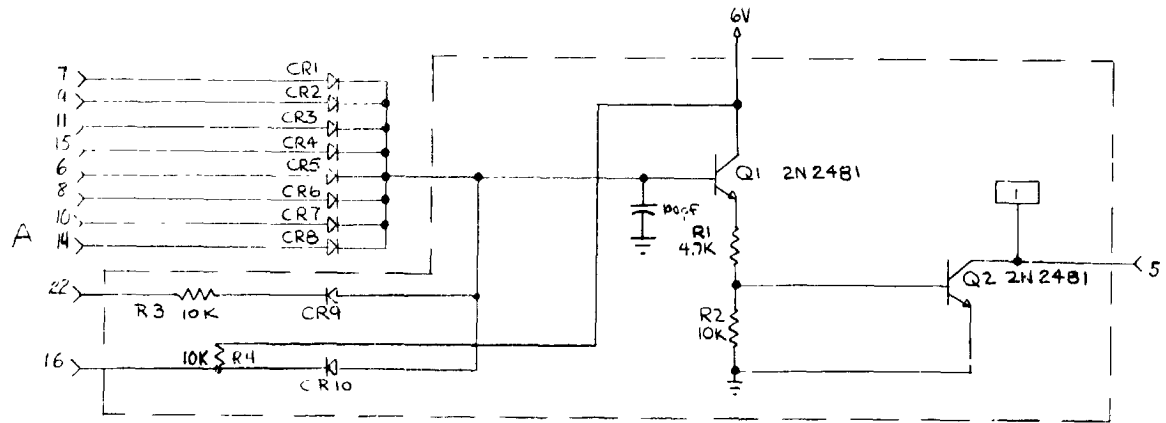 6V
7
CR1
9
CR2
11
CR3
15
CR4
6
CR5
8
CR6
10
CR7
A 14
CR8
Q1 2N2481
1
R1
4.7K
5
Q2 2N2481
22
R3 10K
CR9
R2
10K
16
10K R4
CR10